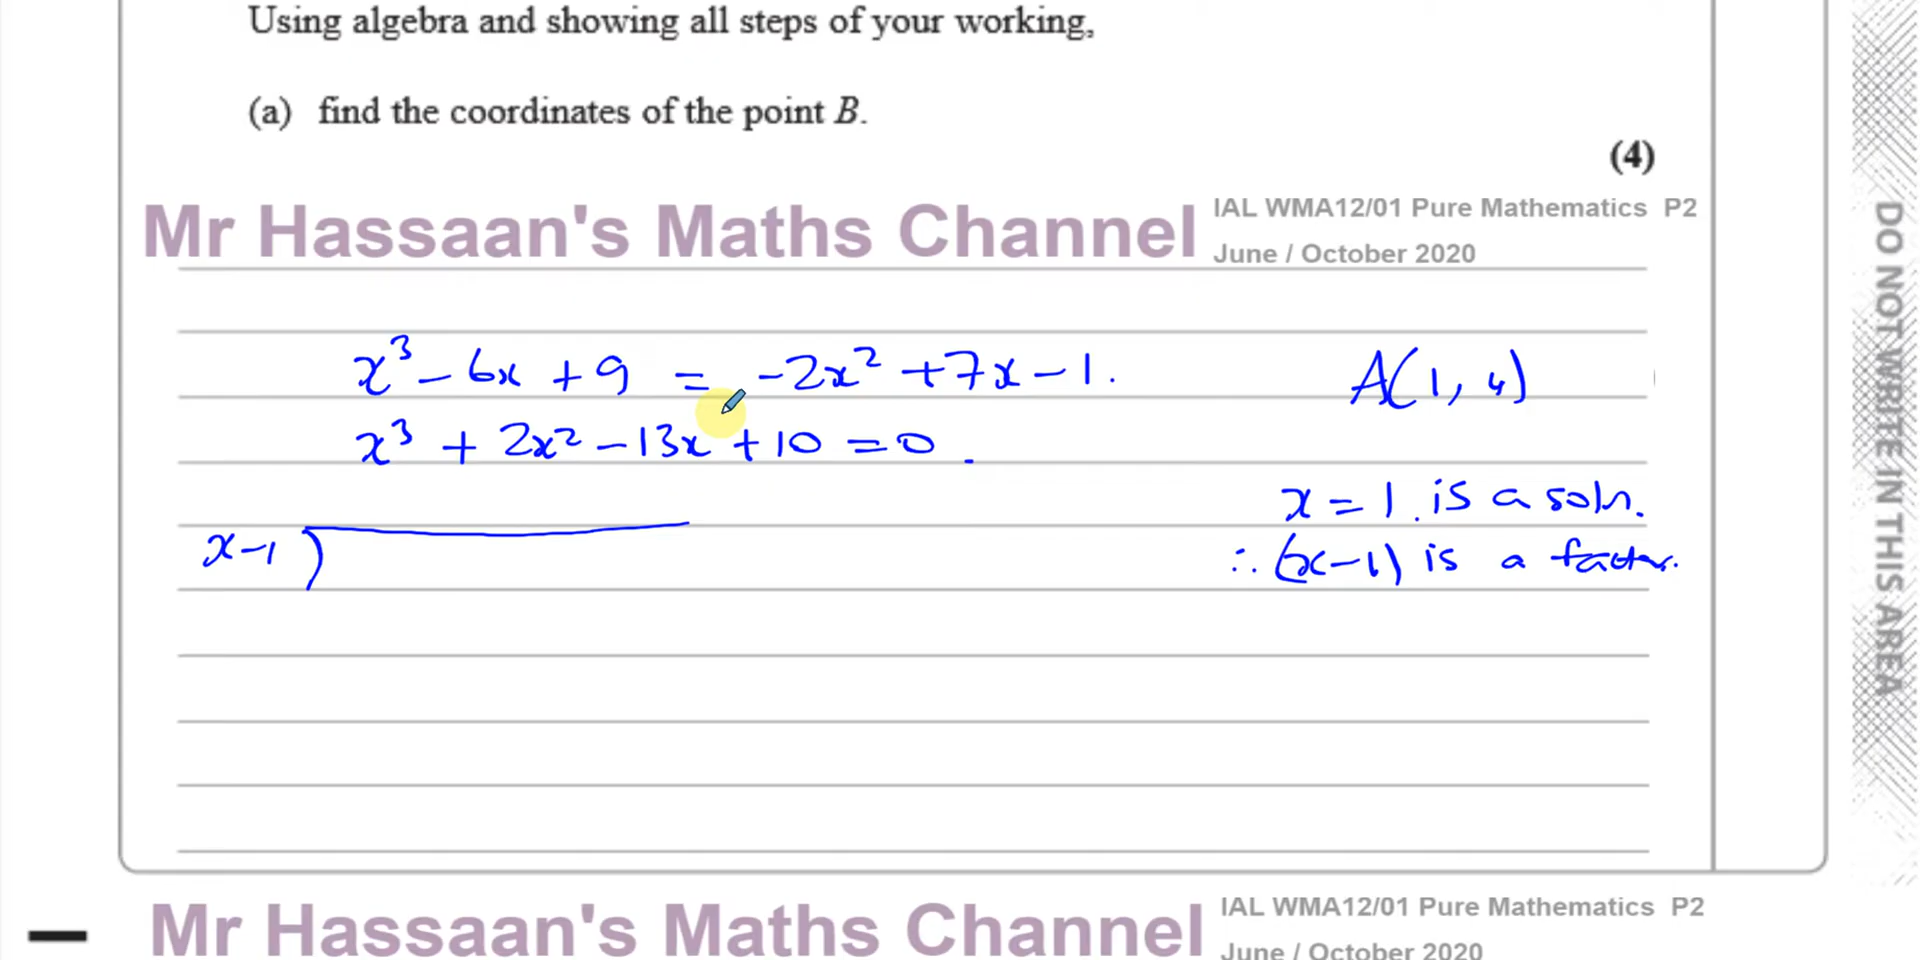 Using algebra and showing all steps of your working,
(a) find the coordinates of the point B.
(4)
Mr Hassaan's Maths Channel
IAL WMA12/01 Pure Mathematics P2
June / October 2020
x³ - 6x + 9 = -2x² + 7x - 1.
A(1, 4)
x³ + 2x² - 13x + 10 = 0.
x = 1 is a soln.
x-1)
∴ (x-1) is a factor.
DO NOT WRITE IN THIS AREA
Mr Hassaan's Maths Channel
IAL WMA12/01 Pure Mathematics P2
June / October 2020